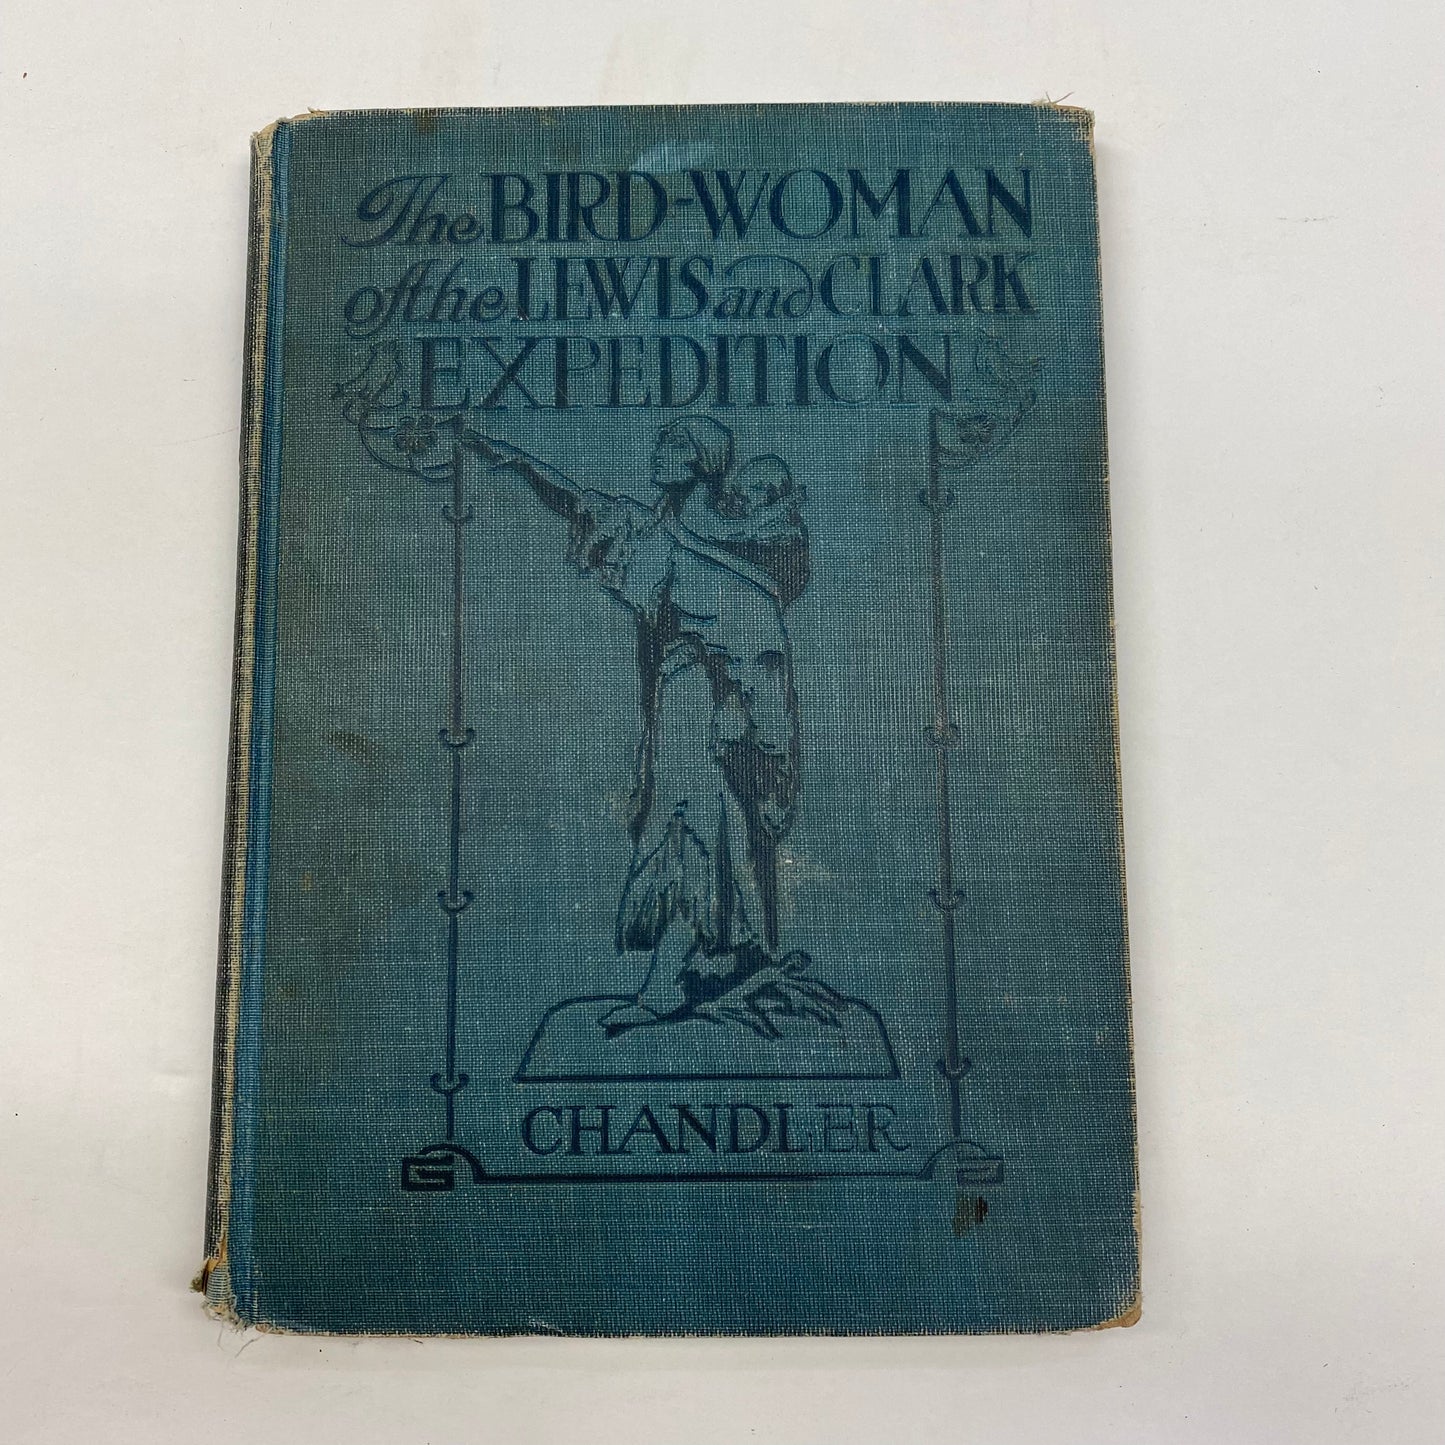 The BIRD-WOMAN
of the LEWIS and CLARK
EXPEDITION
CHANDLER